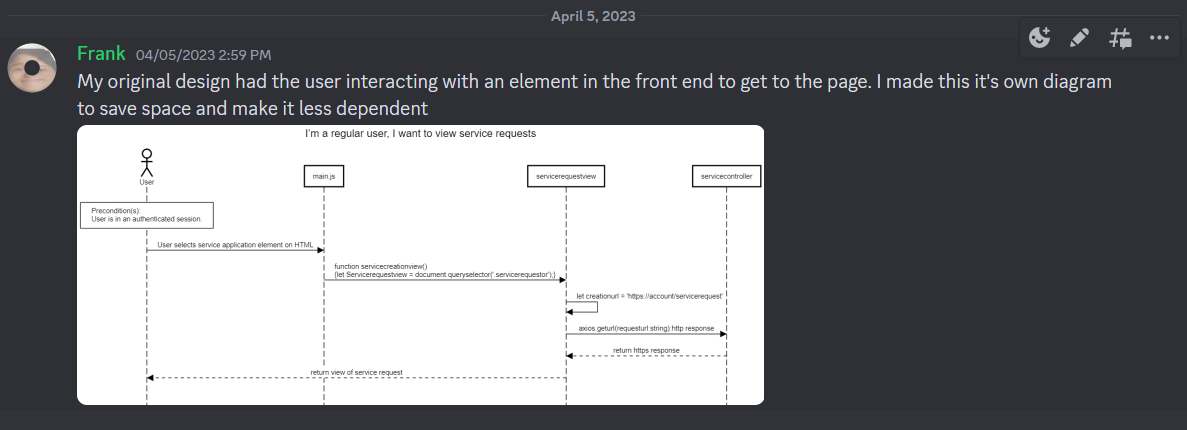 April 5, 2023
Frank 04/05/2023 2:59 PM
My original design had the user interacting with an element in the front end to get to the page. I made this it's own diagram
to save space and make it less dependent
I'm a regular user, I want to view service requests
User
main.js
servicerequestview
servicecontroller
Precondition(s):
User is in an authenticated session.
User selects service application element on HTML
function servicecreationview()
{let Servicerequestview = document.queryselector('.servicerequestor');}
let creationurl = 'https://account/servicerequest'
axios.geturl(requesturl:string):http response
return https response
return view of service request